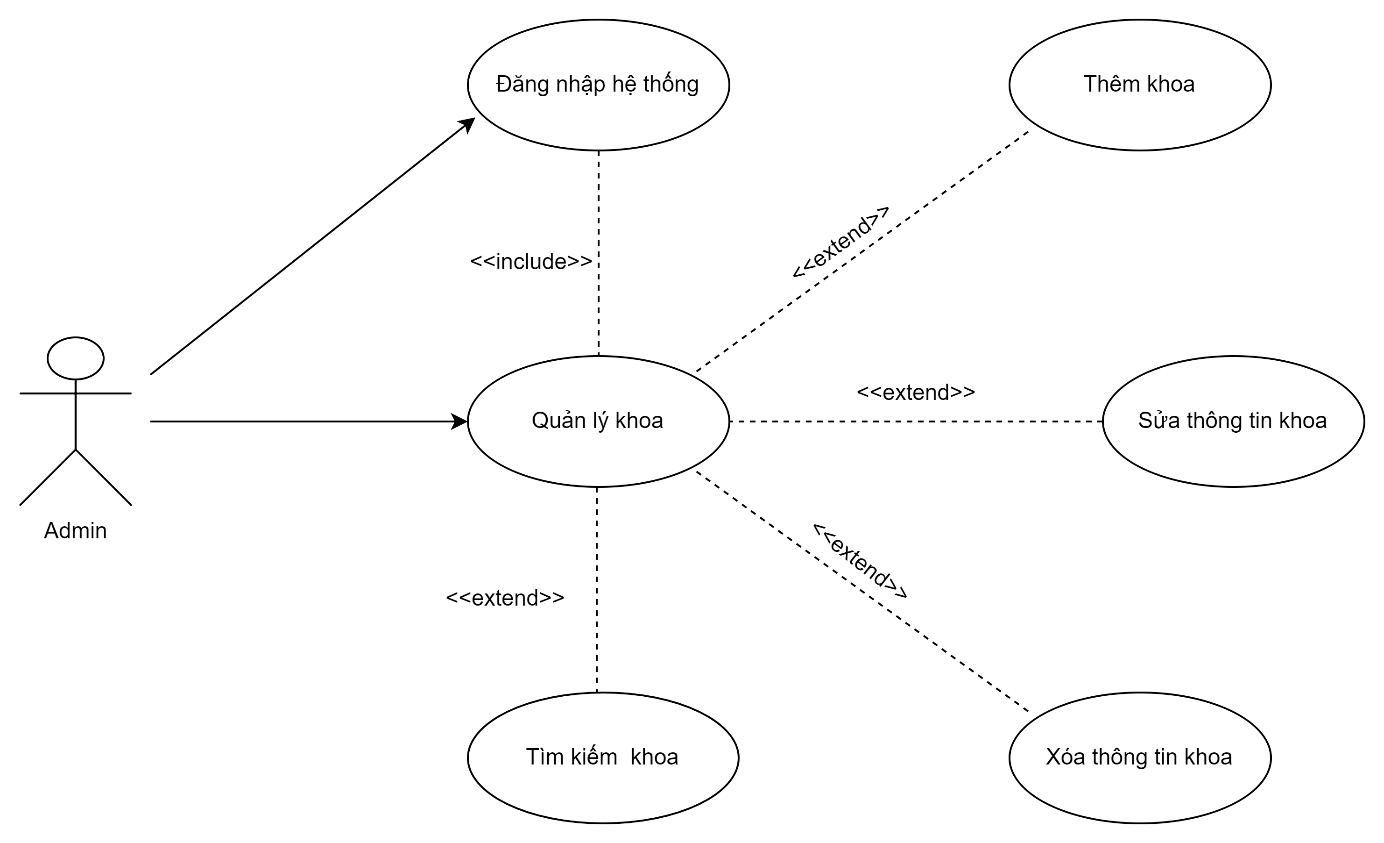 Đăng nhập hệ thống
Thêm khoa
<<extend>>
<<include>>
<<extend>>
Quản lý khoa
Sửa thông tin khoa
Admin
<<extend>>
<<extend>>
Tìm kiếm  khoa
Xóa thông tin khoa